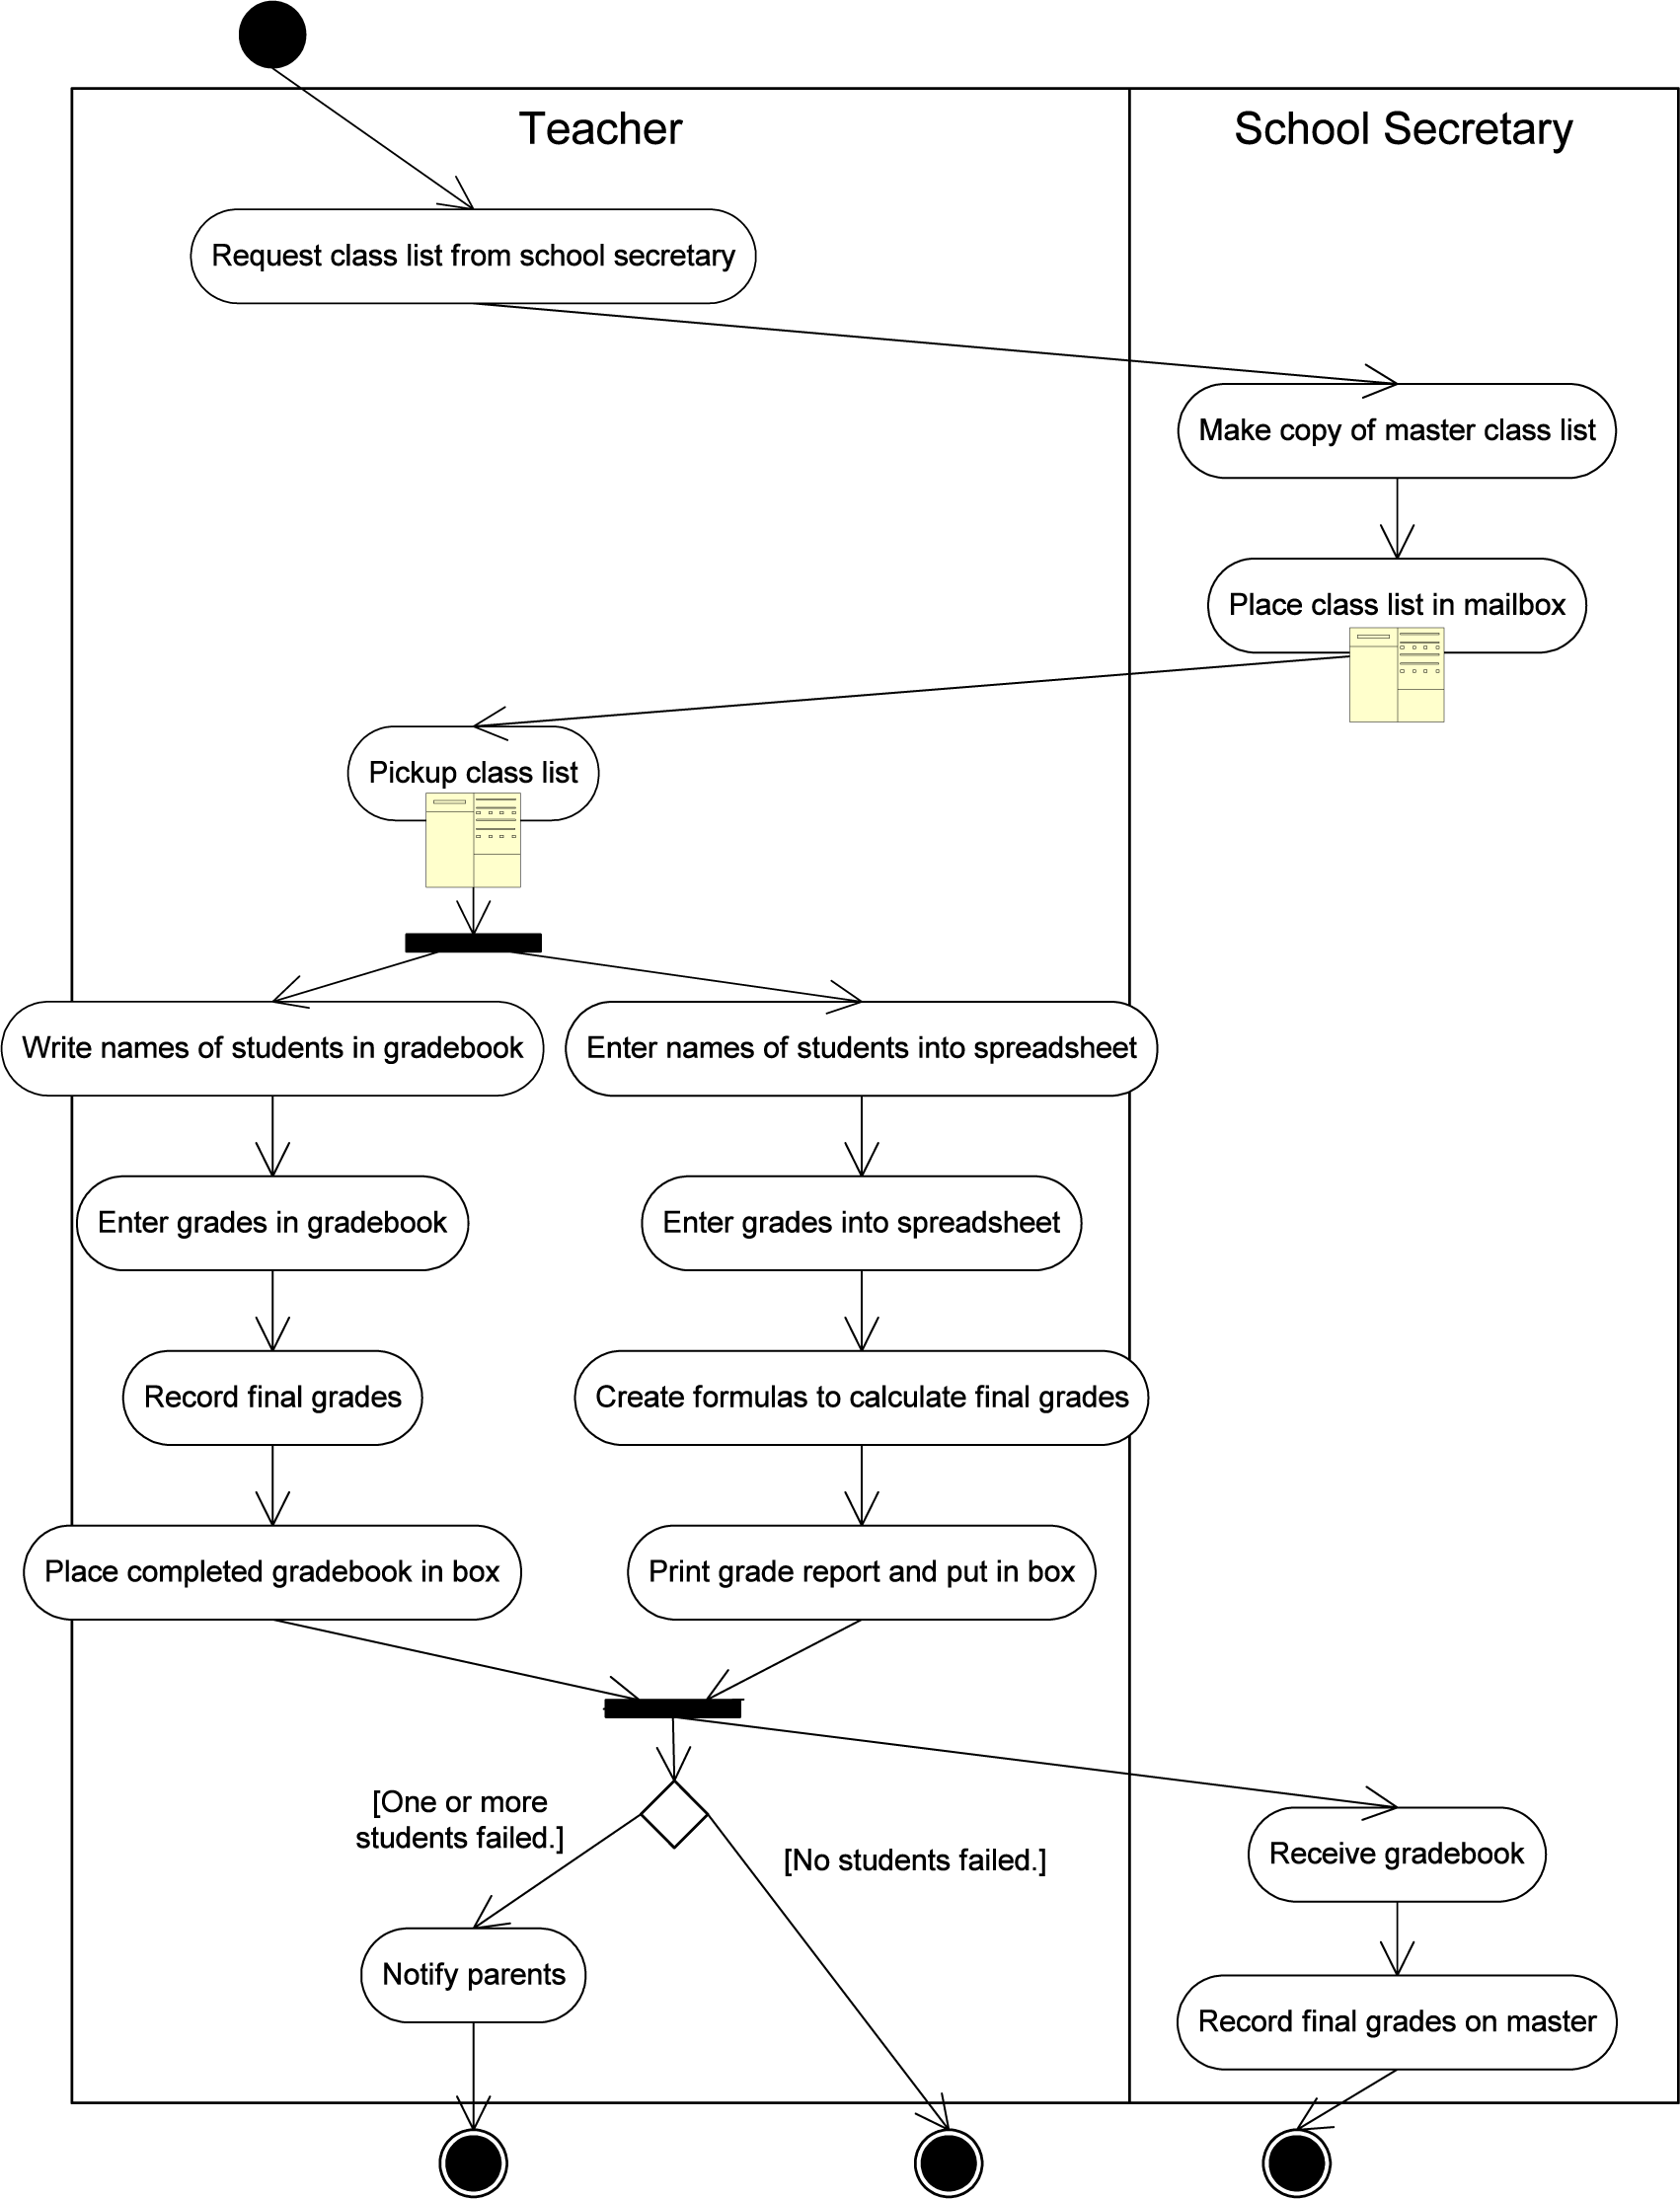 Teacher
School Secretary
Request class list from school secretary
Make copy of master class list
Place class list in mailbox
Pickup class list
Write names of students in gradebook
Enter names of students into spreadsheet
Enter grades in gradebook
Enter grades into spreadsheet
Record final grades
Create formulas to calculate final grades
Place completed gradebook in box
Print grade report and put in box
[One or more
students failed.]
[No students failed.]
Receive gradebook
Notify parents
Record final grades on master